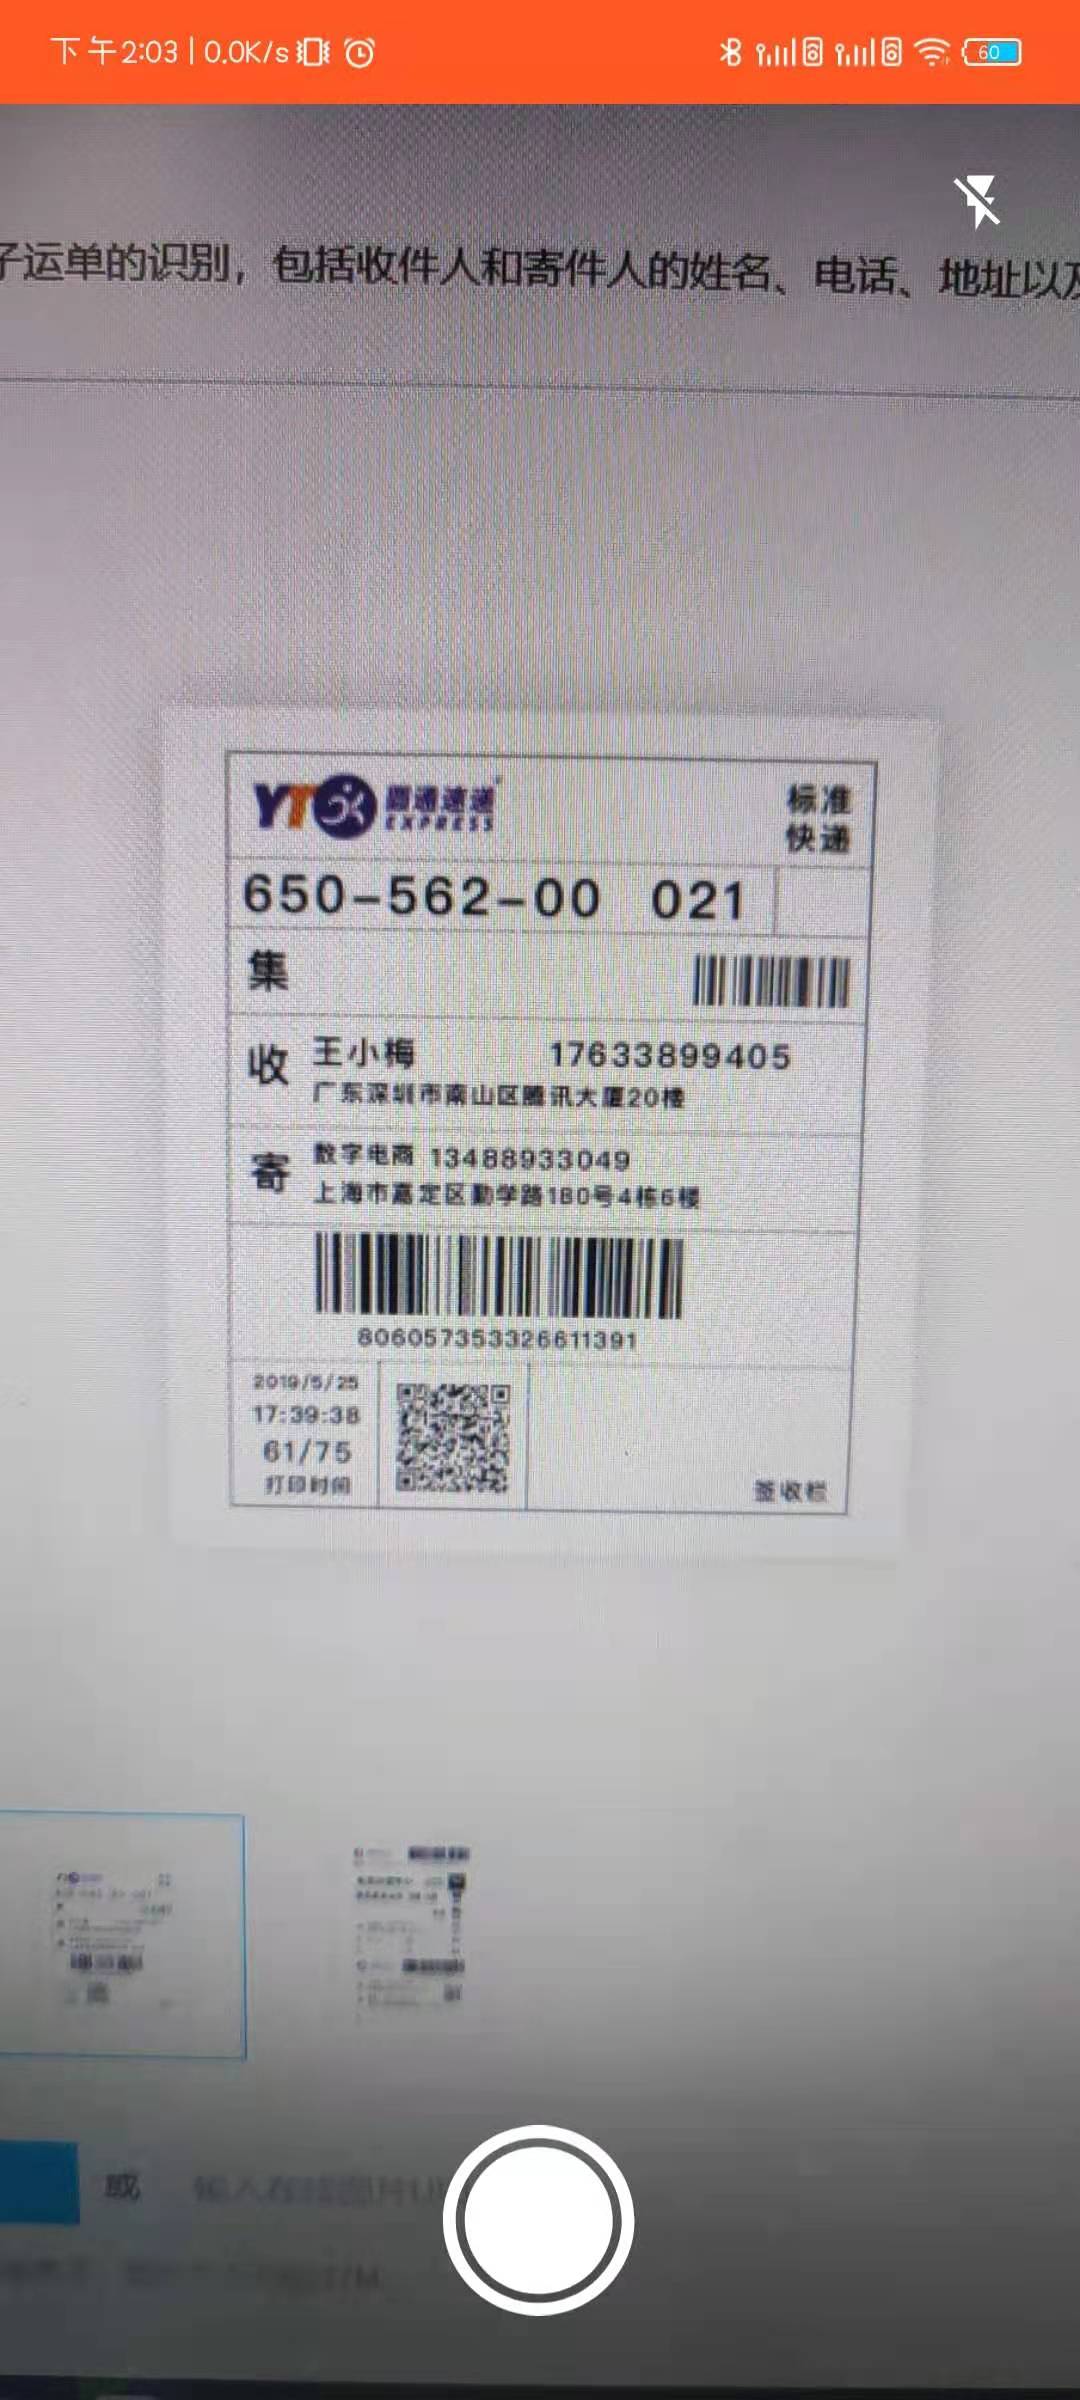 下午2:03 | 0.0K/s
60
子运单的识别，包括收件人和寄件人的姓名、电话、地址以及
YTO 圆通速递
EXPRESS
标准
快递
650-562-00 021
集
收 王小梅 17633899405
广东深圳市南山区腾讯大厦20楼
寄 数字电商 13488933049
上海市嘉定区勤学路180号4栋6楼
806057353326611391
2019/5/25
17:39:38
61/75
打印时间
签收栏
或